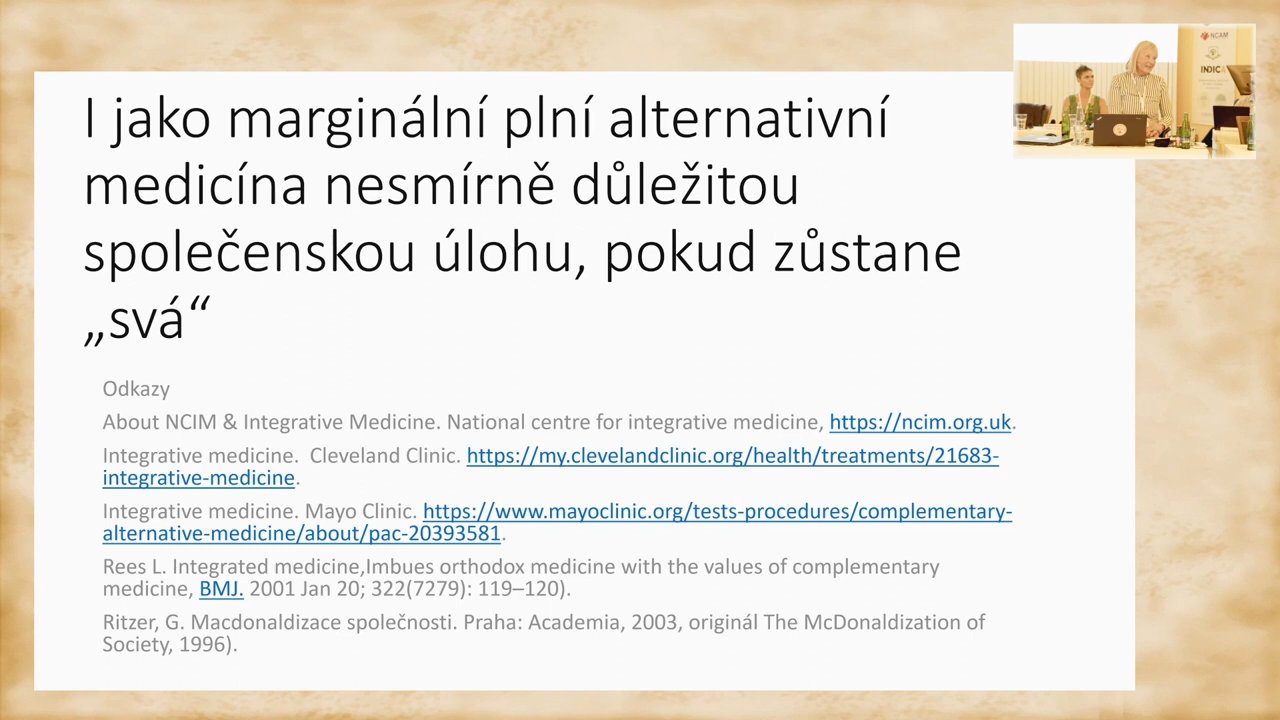 I jako marginální plní alternativní
medicína nesmírně důležitou
společenskou úlohu, pokud zůstane
„svá“
Odkazy
About NCIM & Integrative Medicine. National centre for integrative medicine, https://ncim.org.uk.
Integrative medicine.  Cleveland Clinic. https://my.clevelandclinic.org/health/treatments/21683-
integrative-medicine.
Integrative medicine. Mayo Clinic. https://www.mayoclinic.org/tests-procedures/complementary-
alternative-medicine/about/pac-20393581.
Rees L. Integrated medicine,Imbues orthodox medicine with the values of complementary
medicine, BMJ. 2001 Jan 20; 322(7279): 119–120).
Ritzer, G. Macdonaldizace společnosti. Praha: Academia, 2003, originál The McDonaldization of
Society, 1996).
NCAM